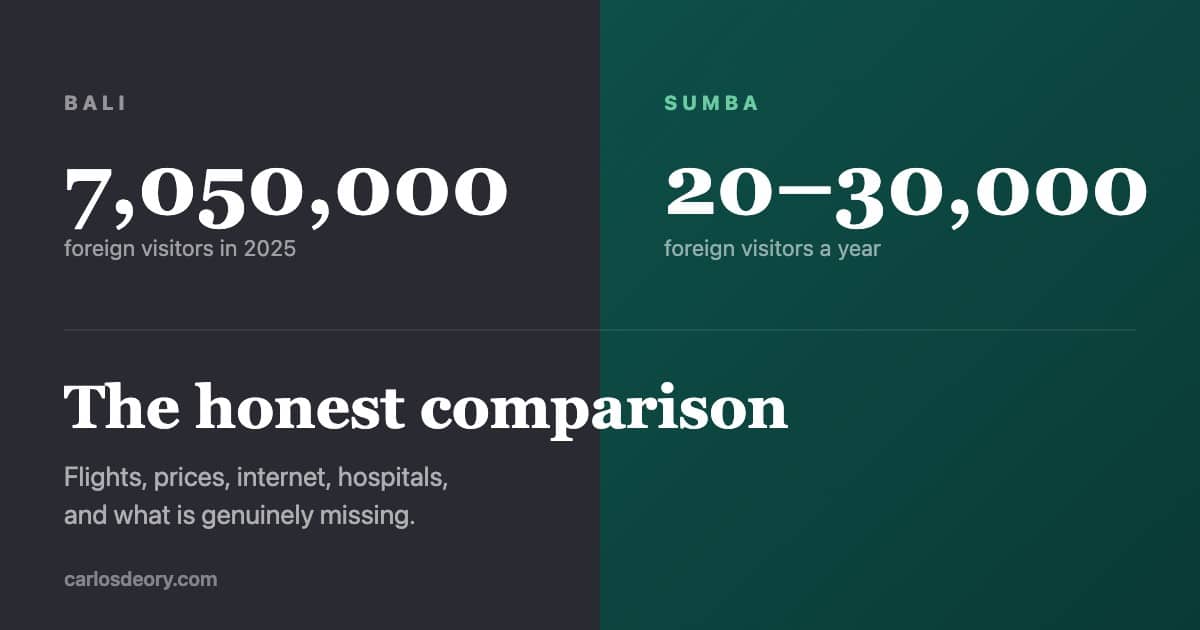 BALI
7,050,000
foreign visitors in 2025
SUMBA
20–30,000
foreign visitors a year
The honest comparison
Flights, prices, internet, hospitals,
and what is genuinely missing.
carlosdeory.com